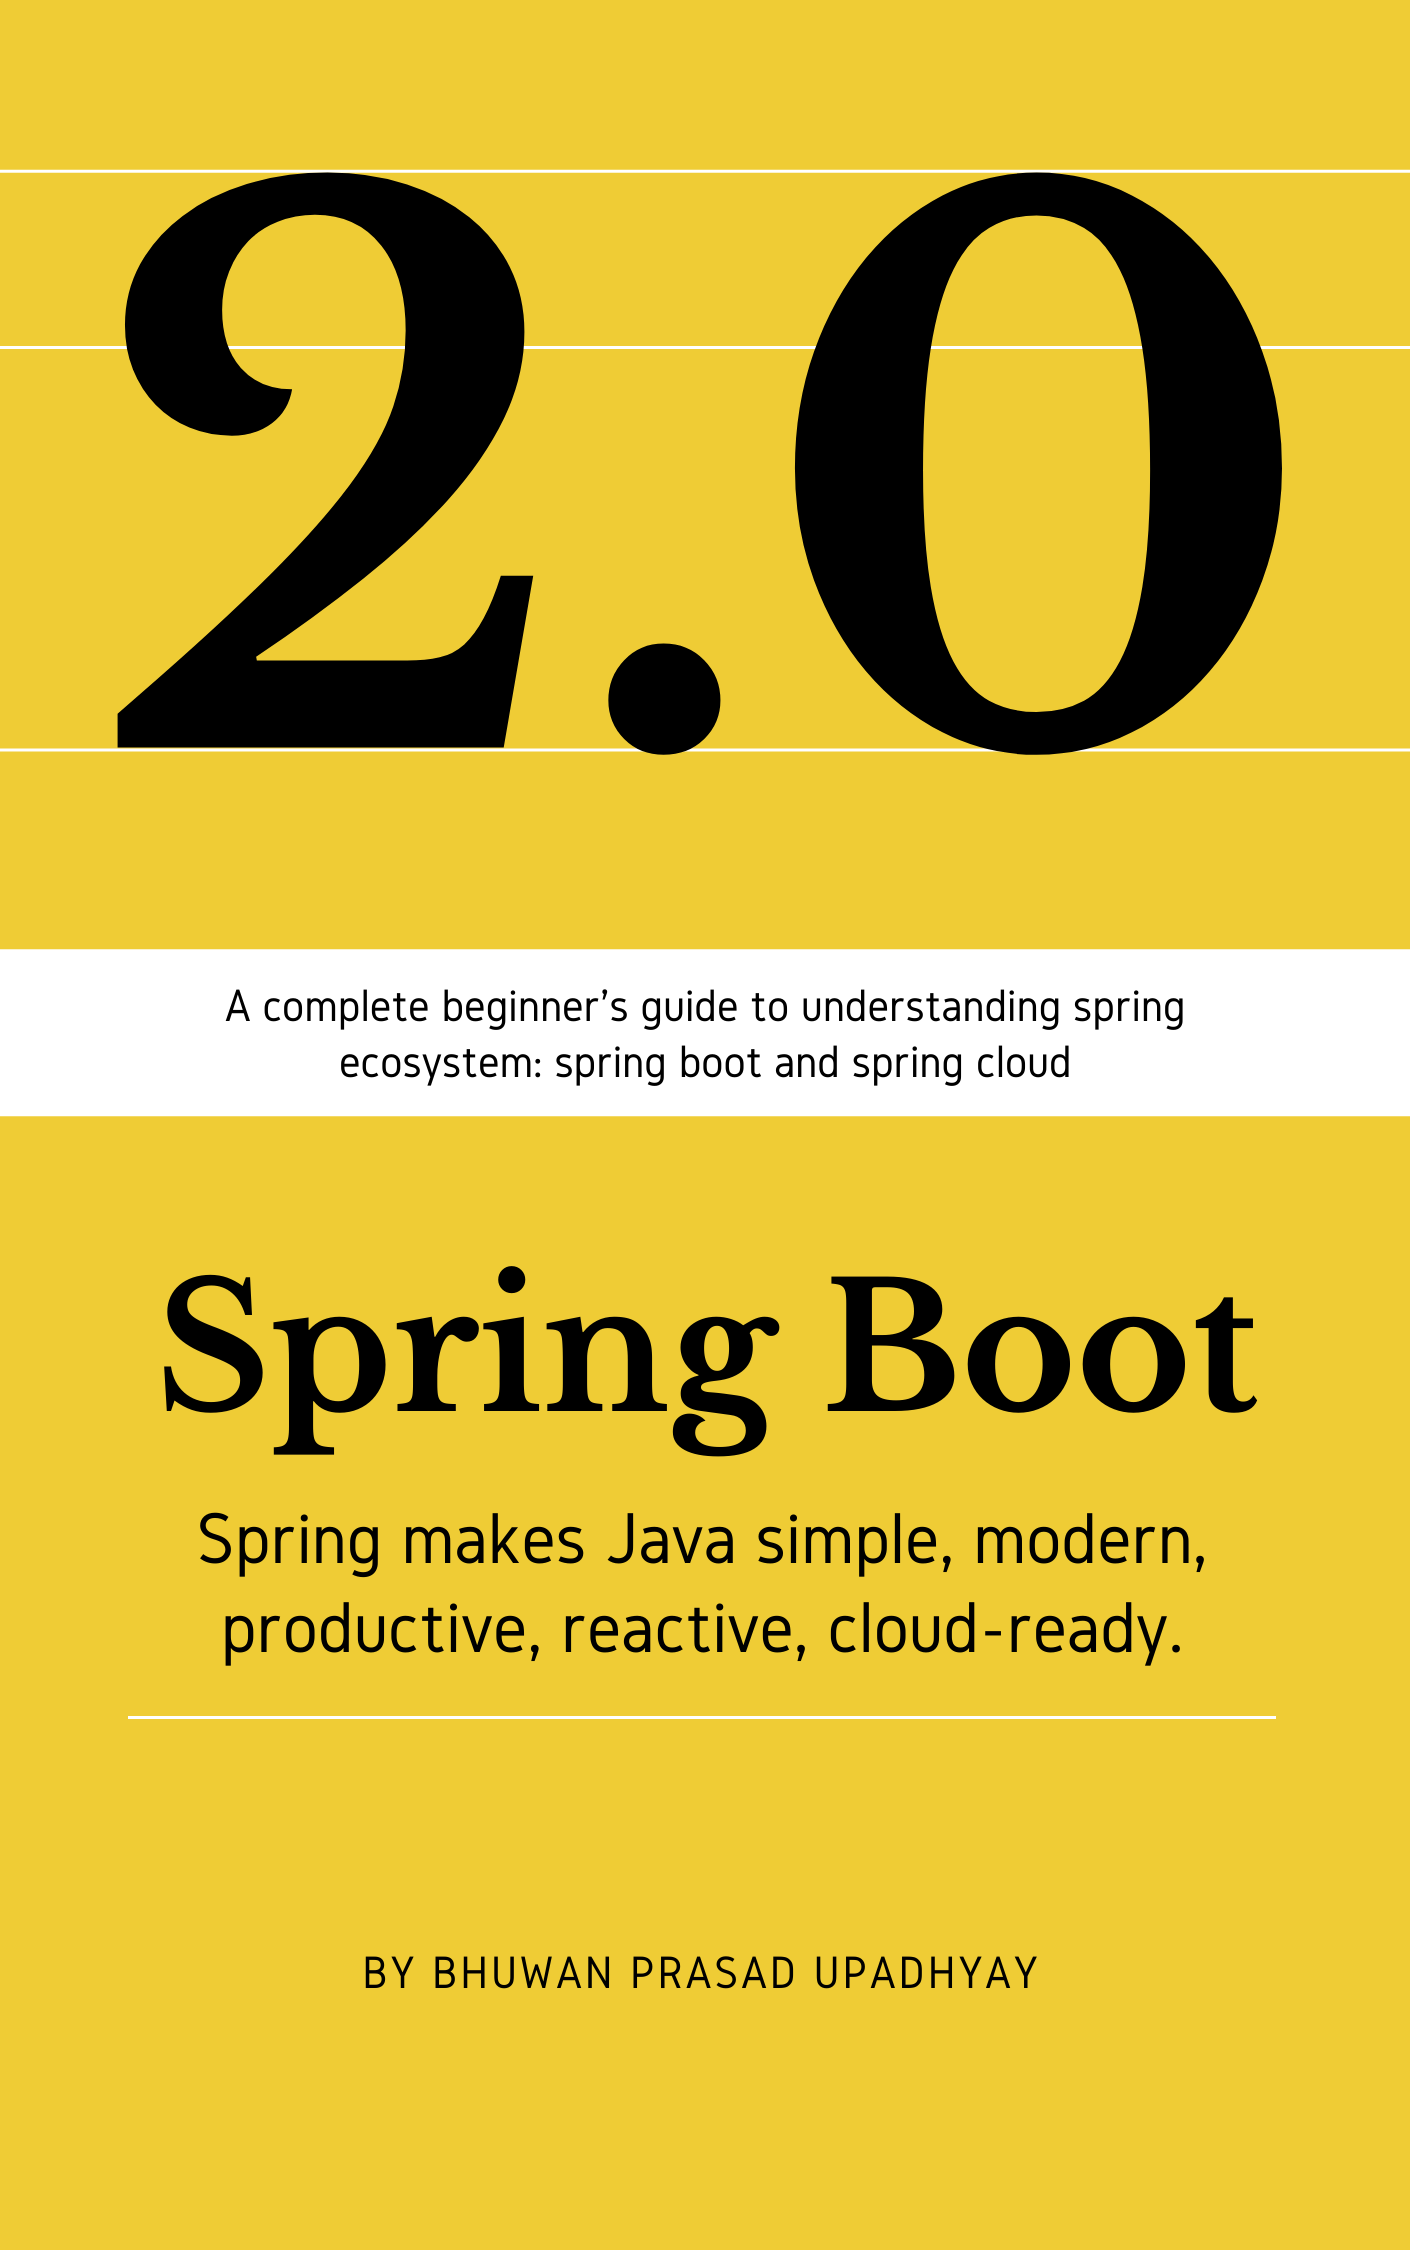 2.0
A complete beginner’s guide to understanding spring
ecosystem: spring boot and spring cloud
Spring Boot
Spring makes Java simple, modern,
productive, reactive, cloud-ready.
BY BHUWAN PRASAD UPADHYAY